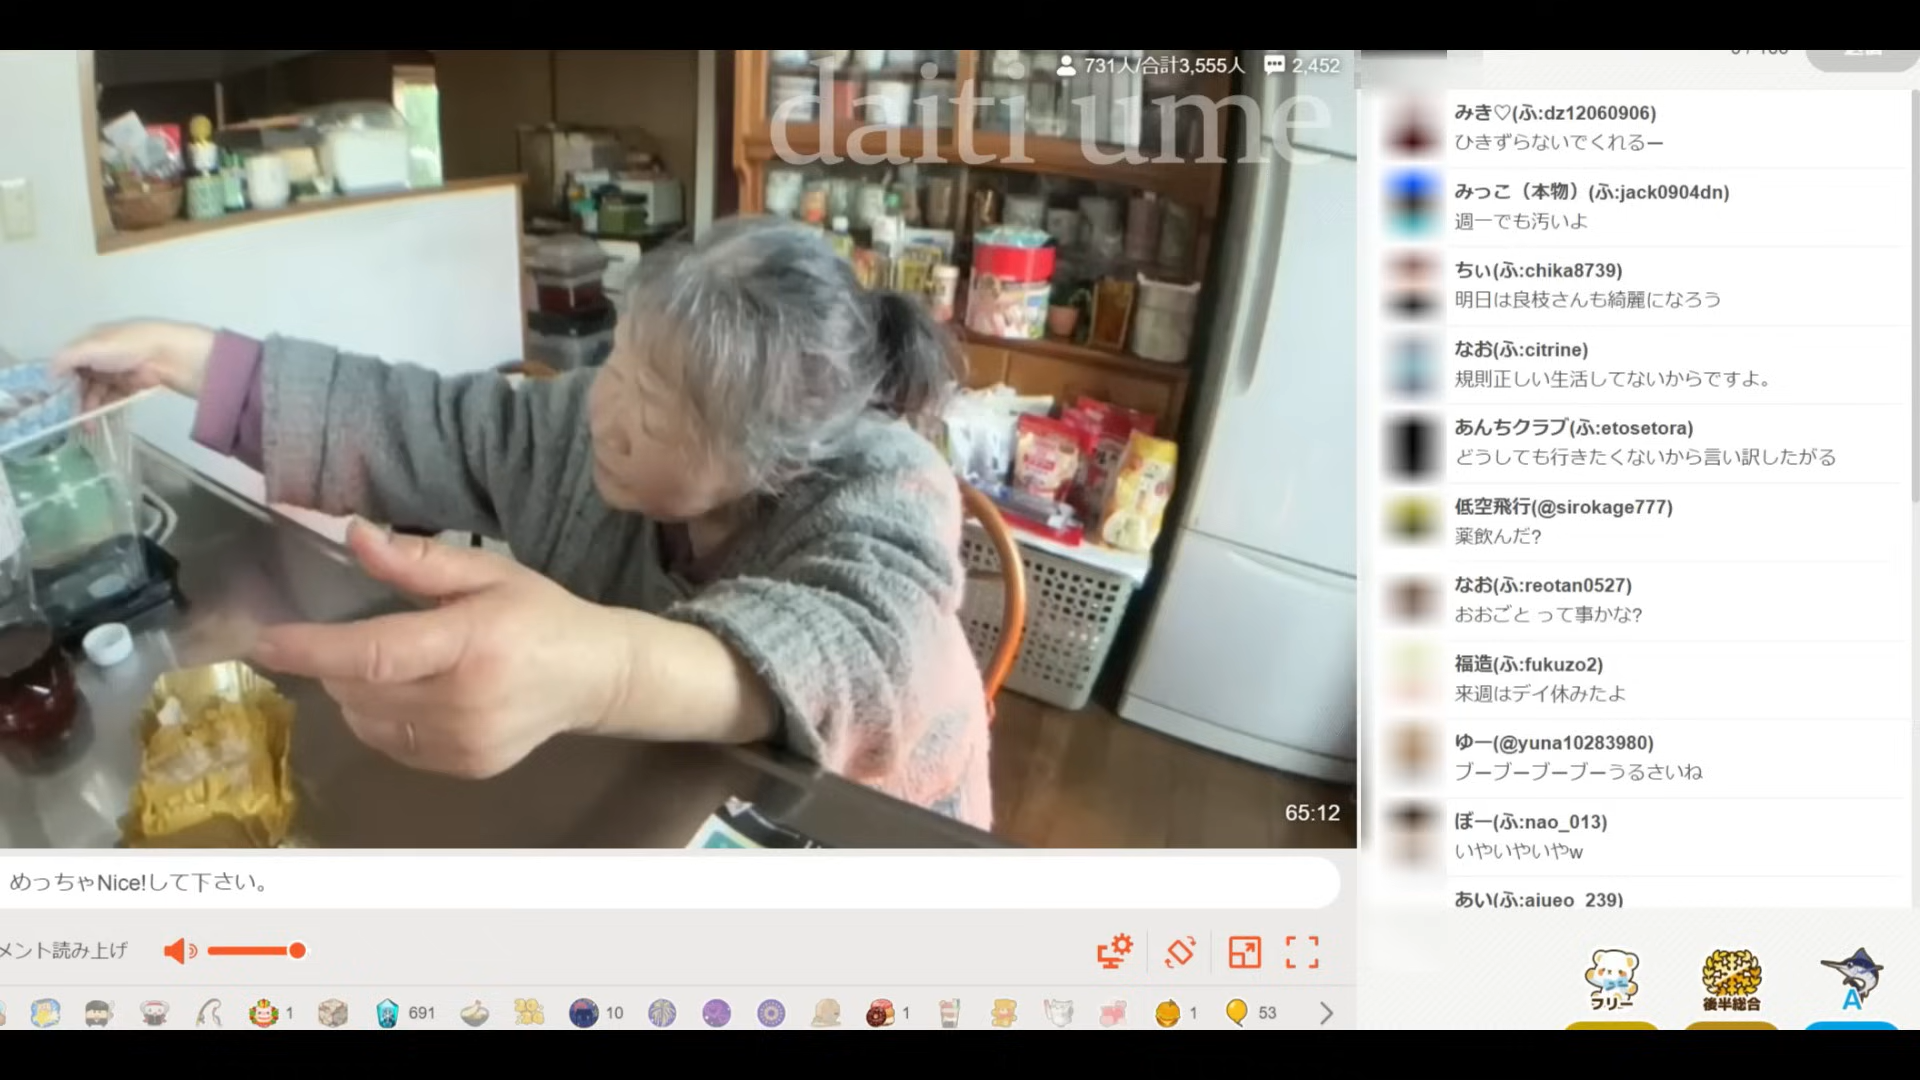 731人/合計3,555人 2,452
daiti ume
65:12
めっちゃNice!して下さい。
メント読み上げ
1
691
10
1
1
53
みき♡(ふ:dz12060906)
ひきずらないでくれるー
みっこ（本物）(ふ:jack0904dn)
週一でも汚いよ
ちぃ(ふ:chika8739)
明日は良枝さんも綺麗になろう
なお(ふ:citrine)
規則正しい生活してないからですよ。
あんちクラブ(ふ:etosetora)
どうしても行きたくないから言い訳したがる
低空飛行(@sirokage777)
薬飲んだ?
なお(ふ:reotan0527)
おおごと って事かな?
福造(ふ:fukuzo2)
来週はデイ休みたよ
ゆー(@yuna10283980)
ブーブーブーブーうるさいね
ぼー(ふ:nao_013)
いやいやいやw
あい(ふ:aiueo_239)
フリー
後半総合
A